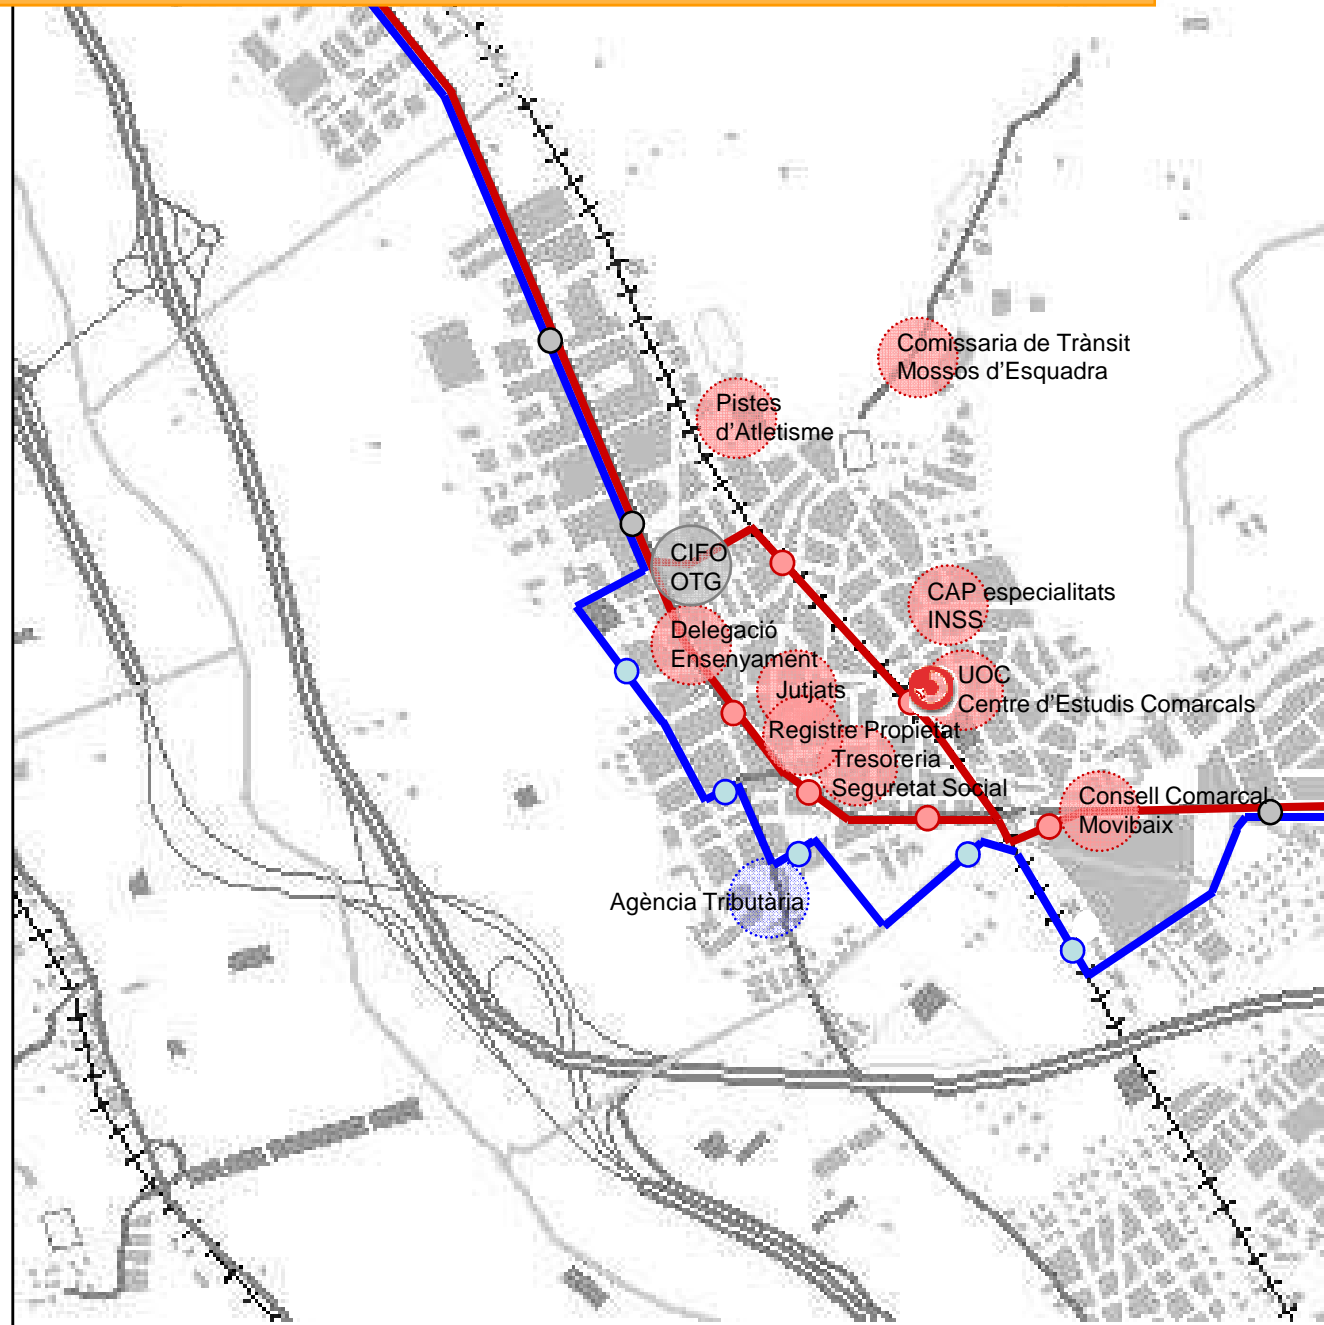 Comissaria de Trànsit
Mossos d'Esquadra
Pistes
d'Atletisme
CIFO
OTG
CAP especialitats
INSS
Delegació
Ensenyament
Jutjats
UOC
Centre d'Estudis Comarcals
Registre Propietat
Tresoreria
Seguretat Social
Consell Comarcal
Movibaix
Agència Tributària